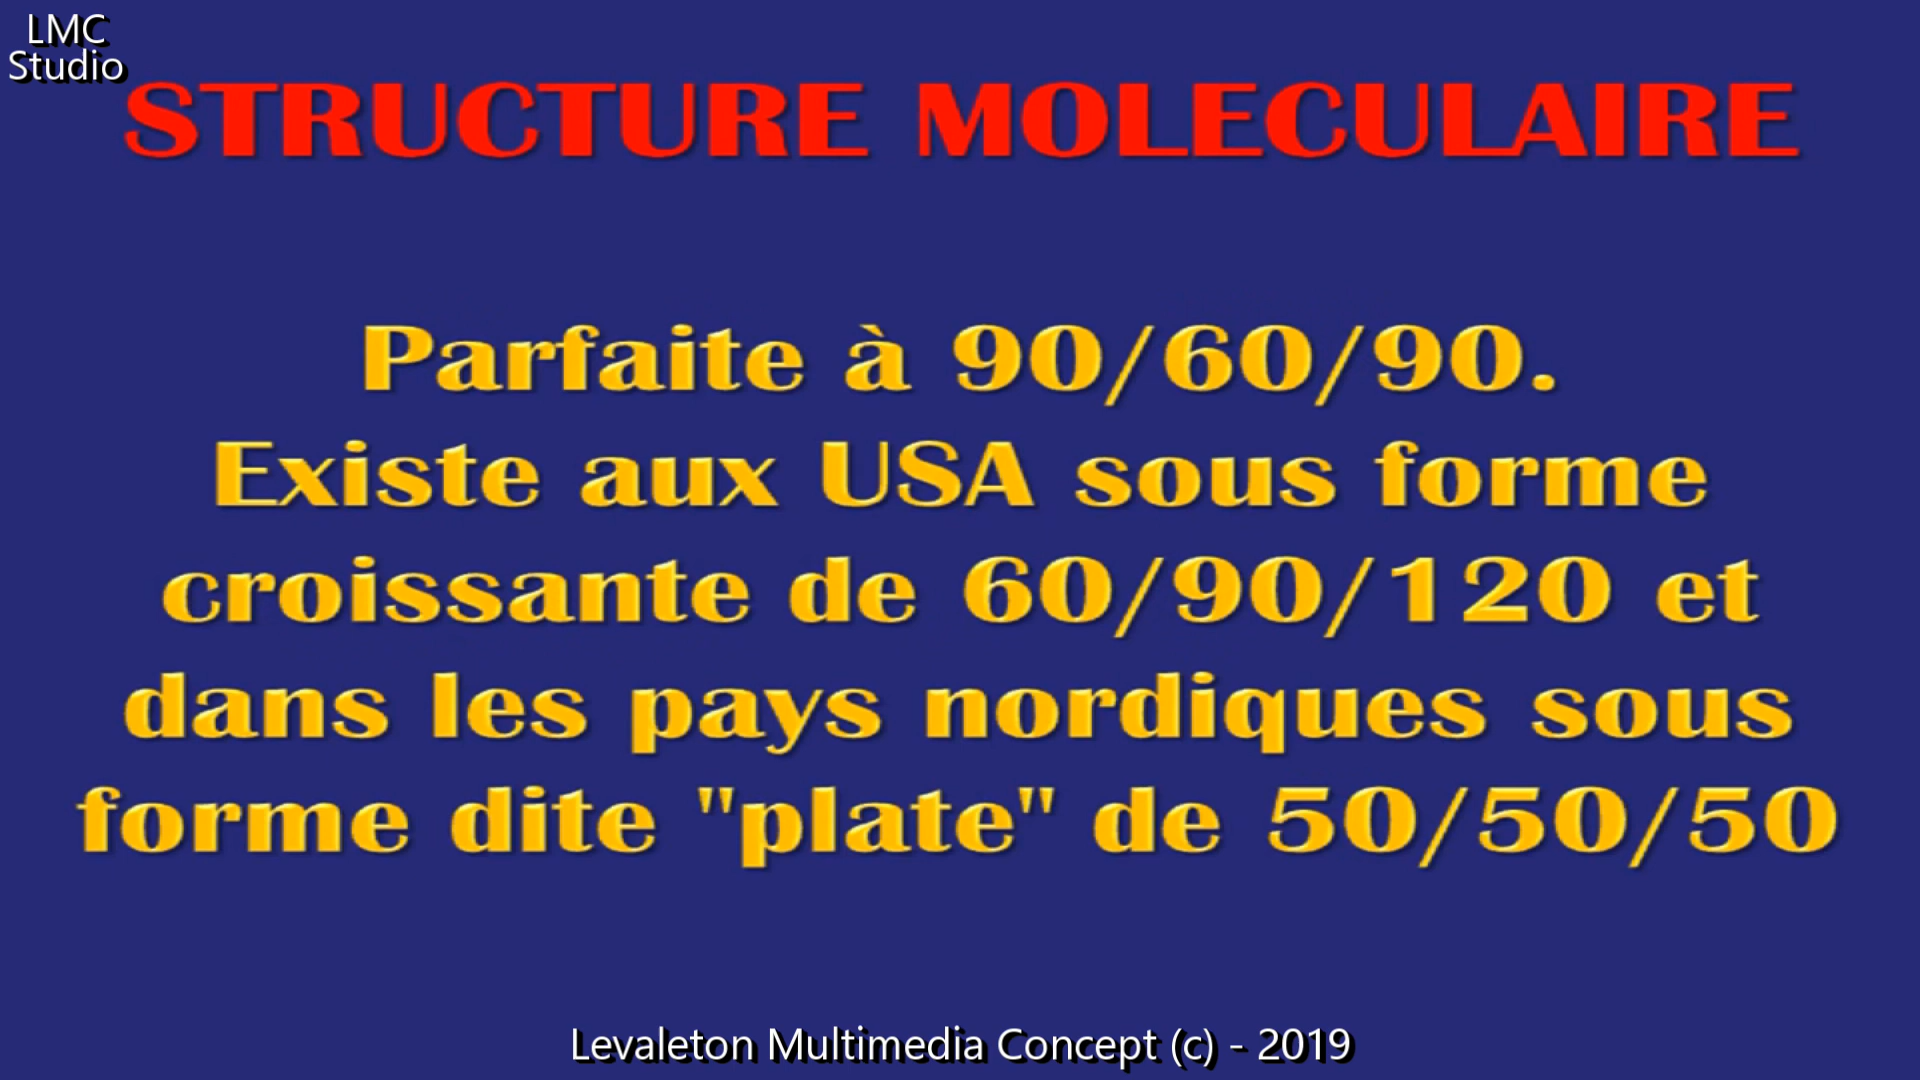 LMC
Studio
STRUCTURE MOLECULAIRE
Parfaite à 90/60/90.
Existe aux USA sous forme
croissante de 60/90/120 et
dans les pays nordiques sous
forme dite "plate" de 50/50/50
Levaleton Multimedia Concept (c) - 2019